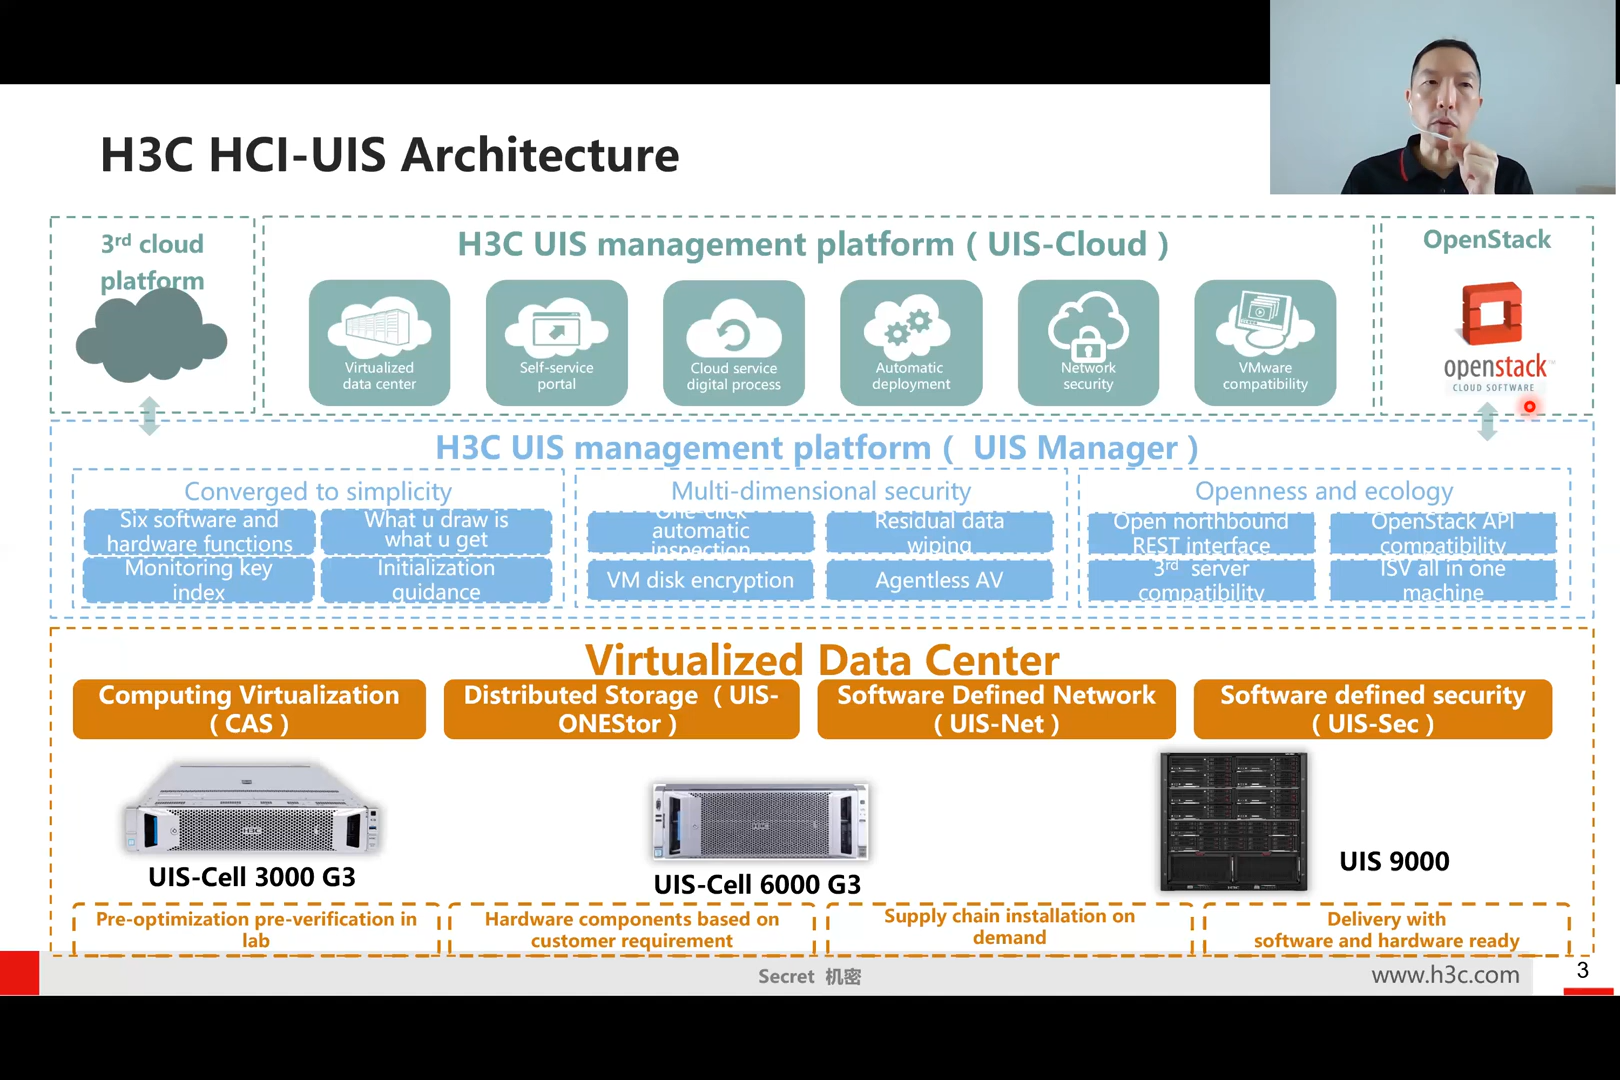 H3C HCI-UIS Architecture
3rd cloud
platform
H3C UIS management platform ( UIS-Cloud )
OpenStack
Virtualized
data center
Self-service
portal
Cloud service
digital process
Automatic
deployment
Network
security
VMware
compatibility
openstack
CLOUD SOFTWARE
H3C UIS management platform ( UIS Manager )
Converged to simplicity
Six software and
hardware functions
What u draw is
what u get
Monitoring key
index
Initialization
guidance
Multi-dimensional security
One-click
automatic
inspection
Residual data
wiping
VM disk encryption
Agentless AV
Openness and ecology
Open northbound
REST interface
OpenStack API
compatibility
3rd server
compatibility
ISV all in one
machine
Virtualized Data Center
Computing Virtualization
( CAS )
Distributed Storage ( UIS-
ONEStor )
Software Defined Network
( UIS-Net )
Software defined security
( UIS-Sec )
H3C
UIS-Cell 3000 G3
UIS-Cell 6000 G3
UIS 9000
Pre-optimization pre-verification in
lab
Hardware components based on
customer requirement
Supply chain installation on
demand
Delivery with
software and hardware ready
Secret 机密
www.h3c.com
3